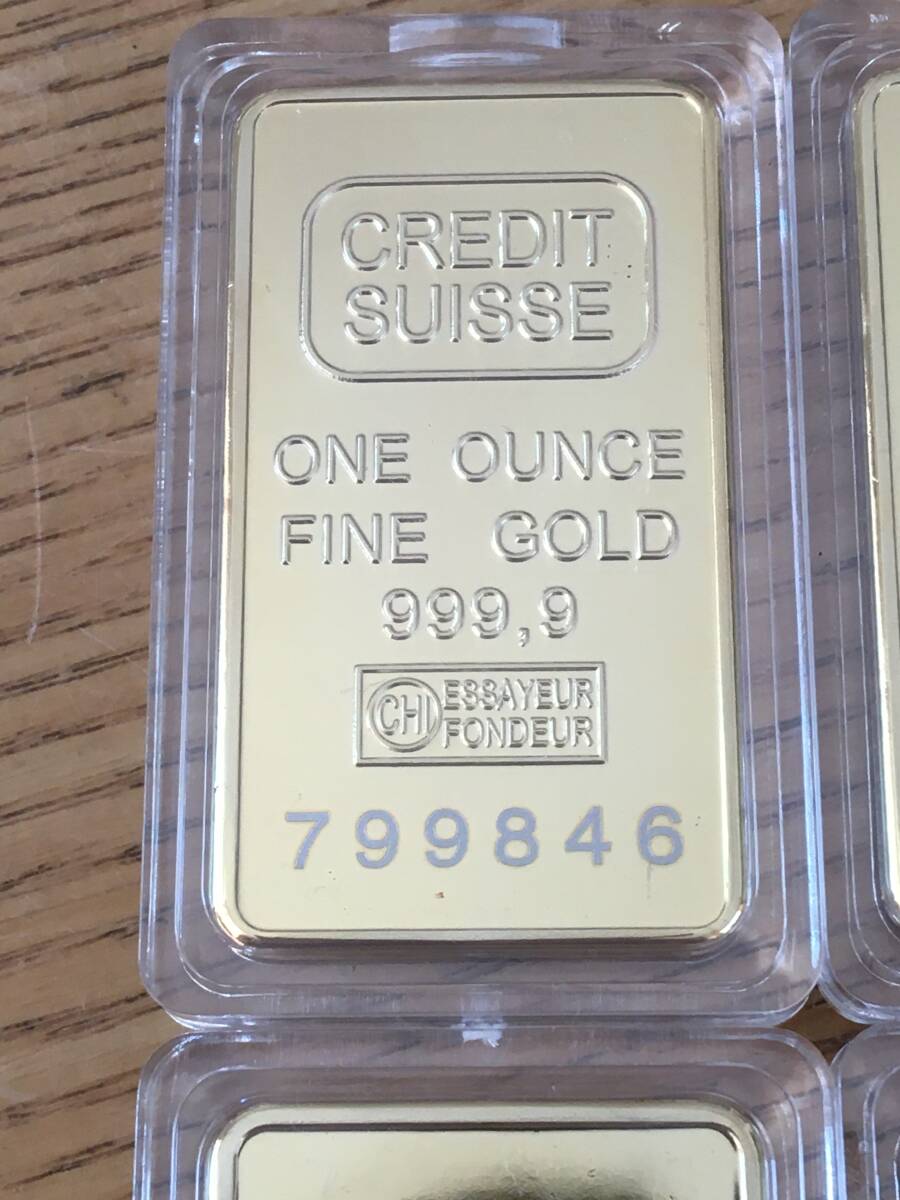 CREDIT
SUISSE
ONE OUNCE
FINE GOLD
999,9
CHI ESSAYEUR
FONDEUR
799846